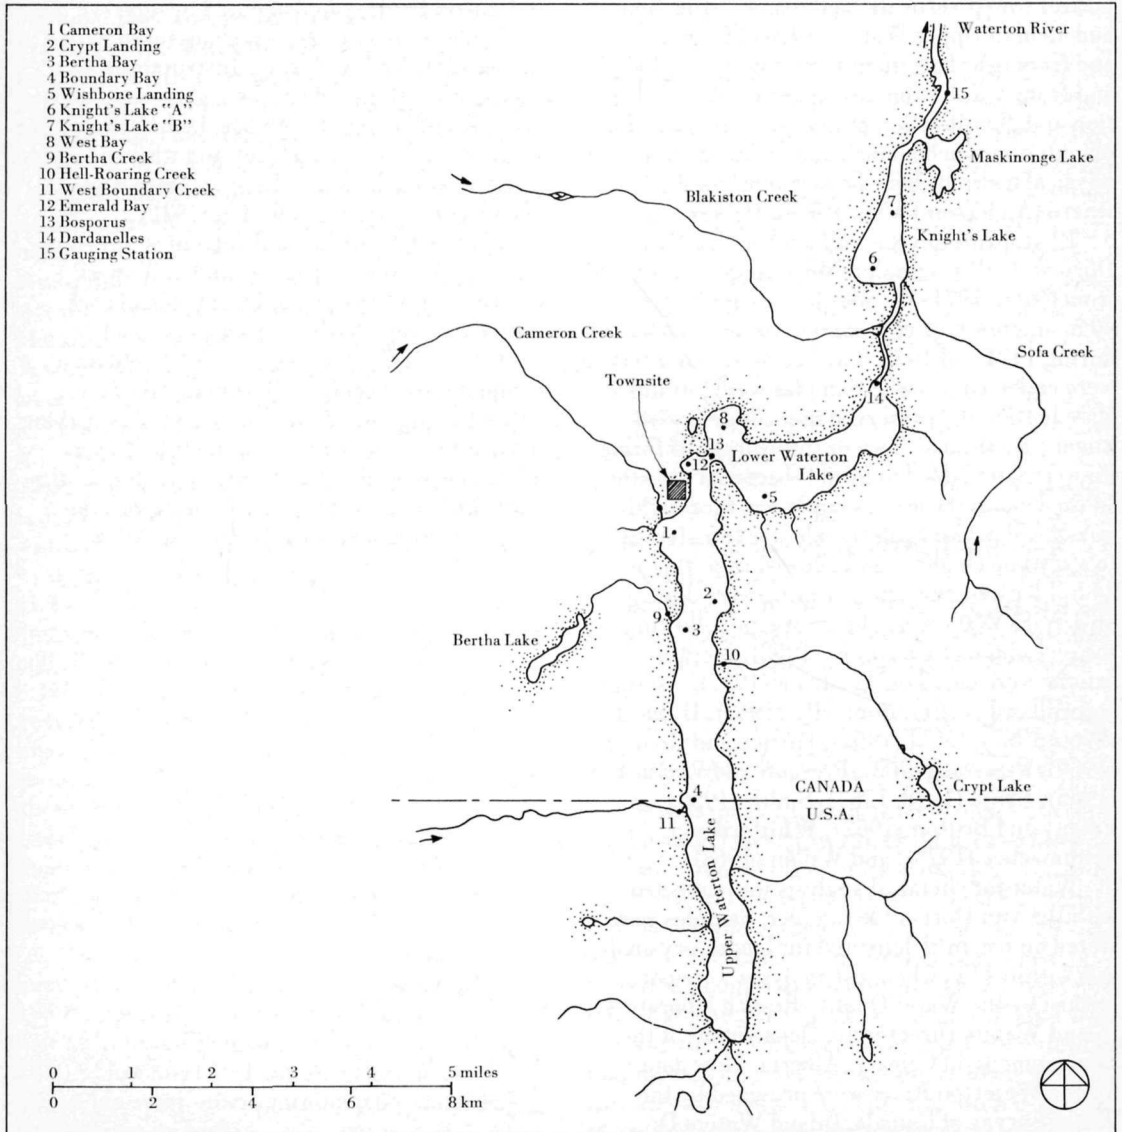 1 Cameron Bay
2 Crypt Landing
3 Bertha Bay
4 Boundary Bay
5 Wishbone Landing
6 Knight's Lake "A"
7 Knight's Lake "B"
8 West Bay
9 Bertha Creek
10 Hell-Roaring Creek
11 West Boundary Creek
12 Emerald Bay
13 Bosporus
14 Dardanelles
15 Gauging Station
Waterton River
15
Maskinonge Lake
Blakiston Creek
7
Knight's Lake
6
Cameron Creek
Sofa Creek
Townsite
14
8
13
Lower Waterton
Lake
12
5
1
2
9
3
Bertha Lake
10
4
CANADA
Crypt Lake
U.S.A.
11
Upper Waterton Lake
0 1 2 3 4 5 miles
0 2 4 6 8 km